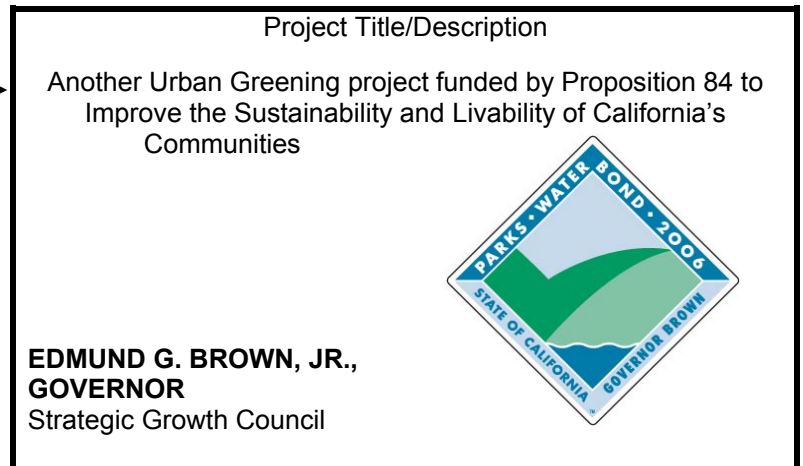 Project Title/Description
Another Urban Greening project funded by Proposition 84 to
Improve the Sustainability and Livability of California's
Communities
PARKS • WATER BOND • 2006
STATE OF CALIFORNIA
GOVERNOR BROWN
EDMUND G. BROWN, JR.,
GOVERNOR
Strategic Growth Council